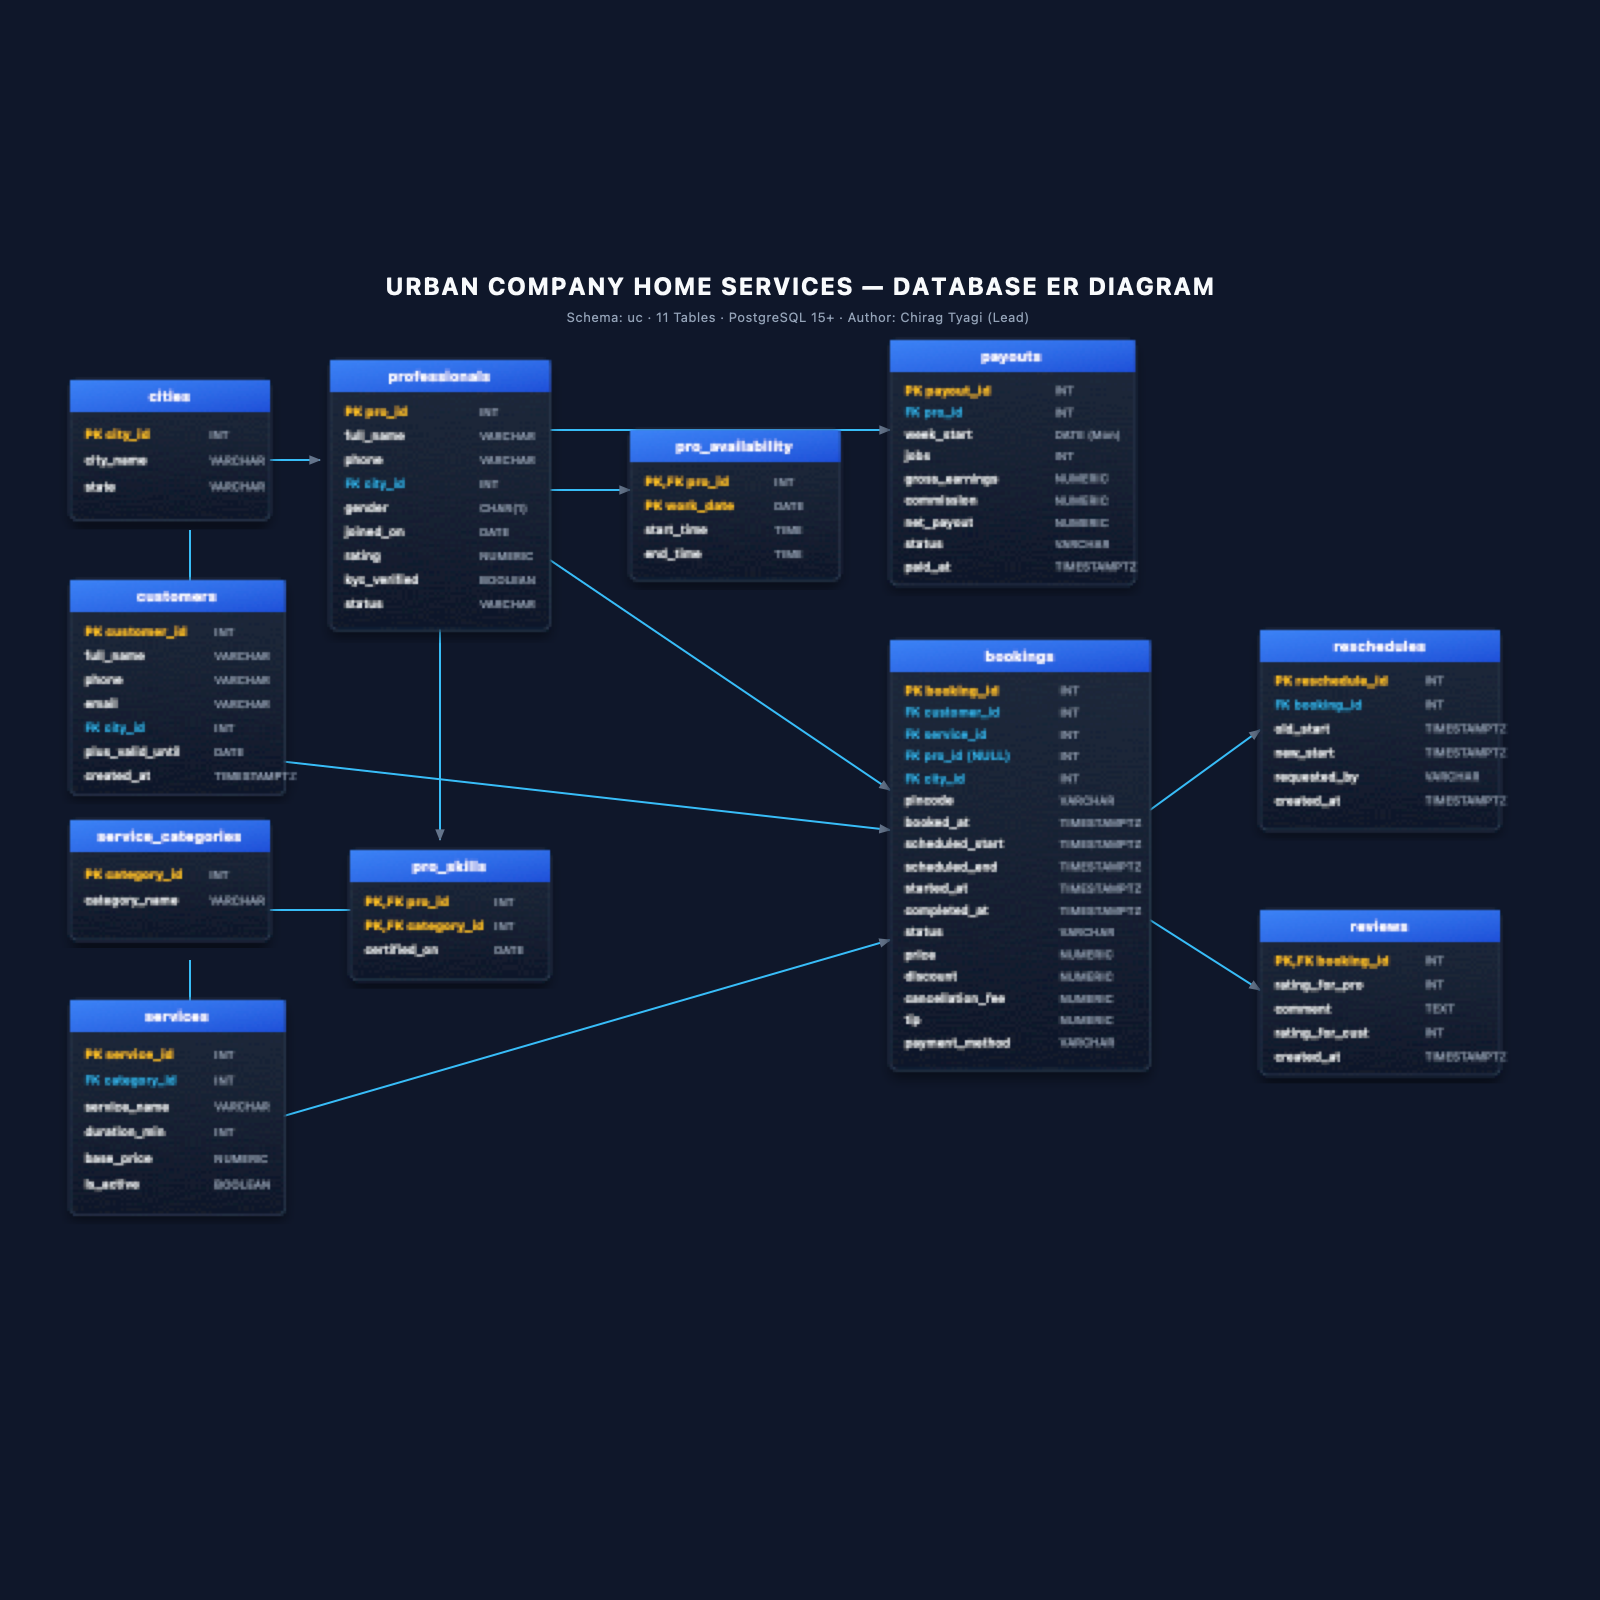 URBAN COMPANY HOME SERVICES — DATABASE ER DIAGRAM
Schema: uc · 11 Tables · PostgreSQL 15+ · Author: Chirag Tyagi (Lead)
cities
PK city_id INT
city_name VARCHAR
state VARCHAR
professionals
PK pro_id INT
full_name VARCHAR
phone VARCHAR
FK city_id INT
gender CHAR(1)
joined_on DATE
rating NUMERIC
kyc_verified BOOLEAN
status VARCHAR
pro_availability
PK,FK pro_id INT
PK work_date DATE
start_time TIME
end_time TIME
payouts
PK payout_id INT
FK pro_id INT
week_start DATE (Mon)
jobs INT
gross_earnings NUMERIC
commission NUMERIC
net_payout NUMERIC
status VARCHAR
paid_at TIMESTAMPTZ
customers
PK customer_id INT
full_name VARCHAR
phone VARCHAR
email VARCHAR
FK city_id INT
plus_valid_until DATE
created_at TIMESTAMPTZ
service_categories
PK category_id INT
category_name VARCHAR
pro_skills
PK,FK pro_id INT
PK,FK category_id INT
certified_on DATE
services
PK service_id INT
FK category_id INT
service_name VARCHAR
duration_min INT
base_price NUMERIC
is_active BOOLEAN
bookings
PK booking_id INT
FK customer_id INT
FK service_id INT
FK pro_id (NULL) INT
FK city_id INT
pincode VARCHAR
booked_at TIMESTAMPTZ
scheduled_start TIMESTAMPTZ
scheduled_end TIMESTAMPTZ
started_at TIMESTAMPTZ
completed_at TIMESTAMPTZ
status VARCHAR
price NUMERIC
discount NUMERIC
cancellation_fee NUMERIC
tip NUMERIC
payment_method VARCHAR
reschedules
PK reschedule_id INT
FK booking_id INT
old_start TIMESTAMPTZ
new_start TIMESTAMPTZ
requested_by VARCHAR
created_at TIMESTAMPTZ
reviews
PK,FK booking_id INT
rating_for_pro INT
comment TEXT
rating_for_cust INT
created_at TIMESTAMPTZ